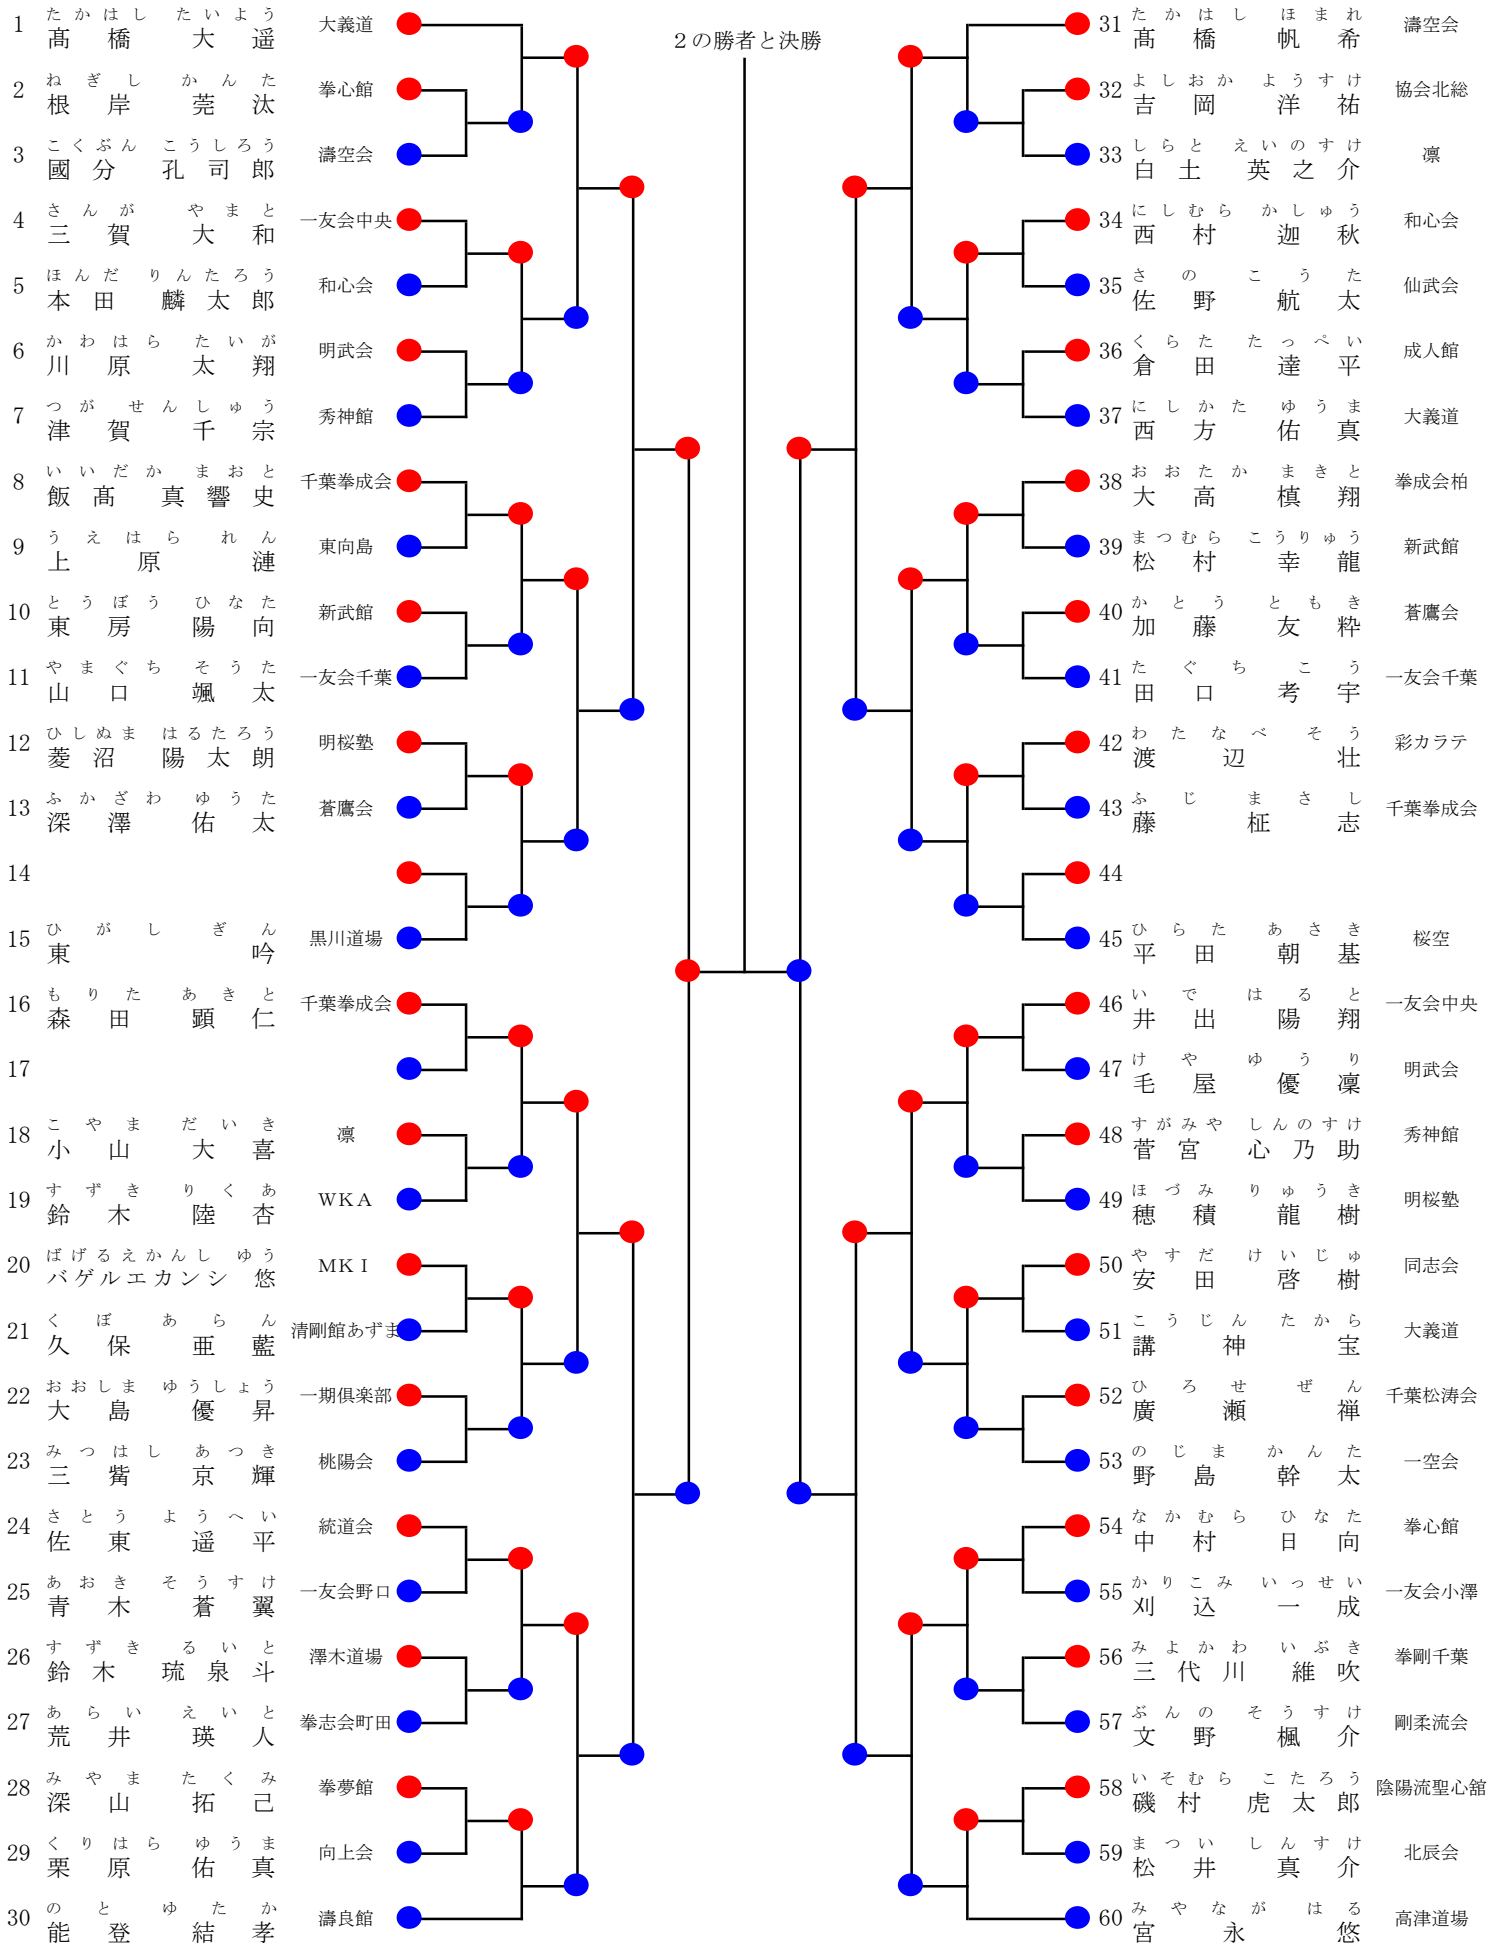 ２の勝者と決勝
たかはし たいよう
1 髙橋 大遥 大義道
ねぎし かんた
2 根岸 莞汰 拳心館
こくぶん こうしろう
3 國分 孔司郎 濤空会
さんが やまと
4 三賀 大和 一友会中央
ほんだ りんたろう
5 本田 麟太郎 和心会
かわはら たいが
6 川原 太翔 明武会
つが せんしゅう
7 津賀 千宗 秀神館
いいだか まおと
8 飯髙 真響史 千葉拳成会
うえはら れん
9 上原 漣 東向島
とうぼう ひなた
10 東房 陽向 新武館
やまぐち そうた
11 山口 颯太 一友会千葉
ひしぬま はるたろう
12 菱沼 陽太朗 明桜塾
ふかざわ ゆうた
13 深澤 佑太 蒼鷹会
14
ひがし ぎん
15 東 吟 黒川道場
もりた あきと
16 森田 顕仁 千葉拳成会
17
こやま だいき
18 小山 大喜 凛
すずき りくあ
19 鈴木 陸杏 WKA
ばげるえかんし ゆう
20 バゲルエカンシ 悠 MKI
くぼ あらん
21 久保 亜藍 清剛館あずま
おおしま ゆうしょう
22 大島 優昇 一期倶楽部
みつはし あつき
23 三觜 京輝 桃陽会
さとう ようへい
24 佐東 遥平 統道会
あおき そうすけ
25 青木 蒼翼 一友会野口
すずき るいと
26 鈴木 琉泉斗 澤木道場
あらい えいと
27 荒井 瑛人 拳志会町田
みやま たくみ
28 深山 拓己 拳夢館
くりはら ゆうま
29 栗原 佑真 向上会
のと ゆたか
30 能登 結孝 濤良館
たかはし ほまれ
31 髙橋 帆希 濤空会
よしおか ようすけ
32 吉岡 洋祐 協会北総
しらと えいのすけ
33 白土 英之介 凛
にしむら かしゅう
34 西村 迦秋 和心会
さの こうた
35 佐野 航太 仙武会
くらた たっぺい
36 倉田 達平 成人館
にしかた ゆうま
37 西方 佑真 大義道
おおたか まきと
38 大高 槙翔 拳成会柏
まつむら こうりゅう
39 松村 幸龍 新武館
かとう ともき
40 加藤 友粋 蒼鷹会
たぐち こう
41 田口 考宇 一友会千葉
わたなべ そう
42 渡辺 壮 彩カラテ
ふじ まさし
43 藤 柾志 千葉拳成会
44
ひらた あさき
45 平田 朝基 桜空
いで はると
46 井出 陽翔 一友会中央
けや ゆうり
47 毛屋 優凜 明武会
すがみや しんのすけ
48 菅宮 心乃助 秀神館
ほづみ りゅうき
49 穂積 龍樹 明桜塾
やすだ けいじゅ
50 安田 啓樹 同志会
こうじん たから
51 講神 宝 大義道
ひろせ ぜん
52 廣瀬 禅 千葉松涛会
のじま かんた
53 野島 幹太 一空会
なかむら ひなた
54 中村 日向 拳心館
かりこみ いっせい
55 刈込 一成 一友会小澤
みよかわ いぶき
56 三代川 維吹 拳剛千葉
ぶんの そうすけ
57 文野 楓介 剛柔流会
いそむら こたろう
58 磯村 虎太郎 陰陽流聖心舘
まつい しんすけ
59 松井 真介 北辰会
みやなが はる
60 宮永 悠 高津道場